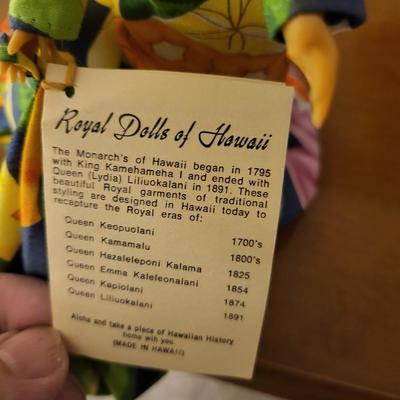 Royal Dolls of Hawaii
The Monarch's of Hawaii began in 1795
with King Kamehameha I and ended with
Queen (Lydia) Liliuokalani in 1891. These
beautiful Royal garments of traditional
styling are designed in Hawaii today to
recapture the Royal eras of:
Queen Keopuolani 1700's
Queen Kamamalu 1800's
Queen Hazaleleponi Kalama 1825
Queen Emma Kaleleonalani 1854
Queen Kapiolani 1874
Queen Liliuokalani 1891
Aloha and take a piece of Hawaiian History
home with you.
(MADE IN HAWAII)